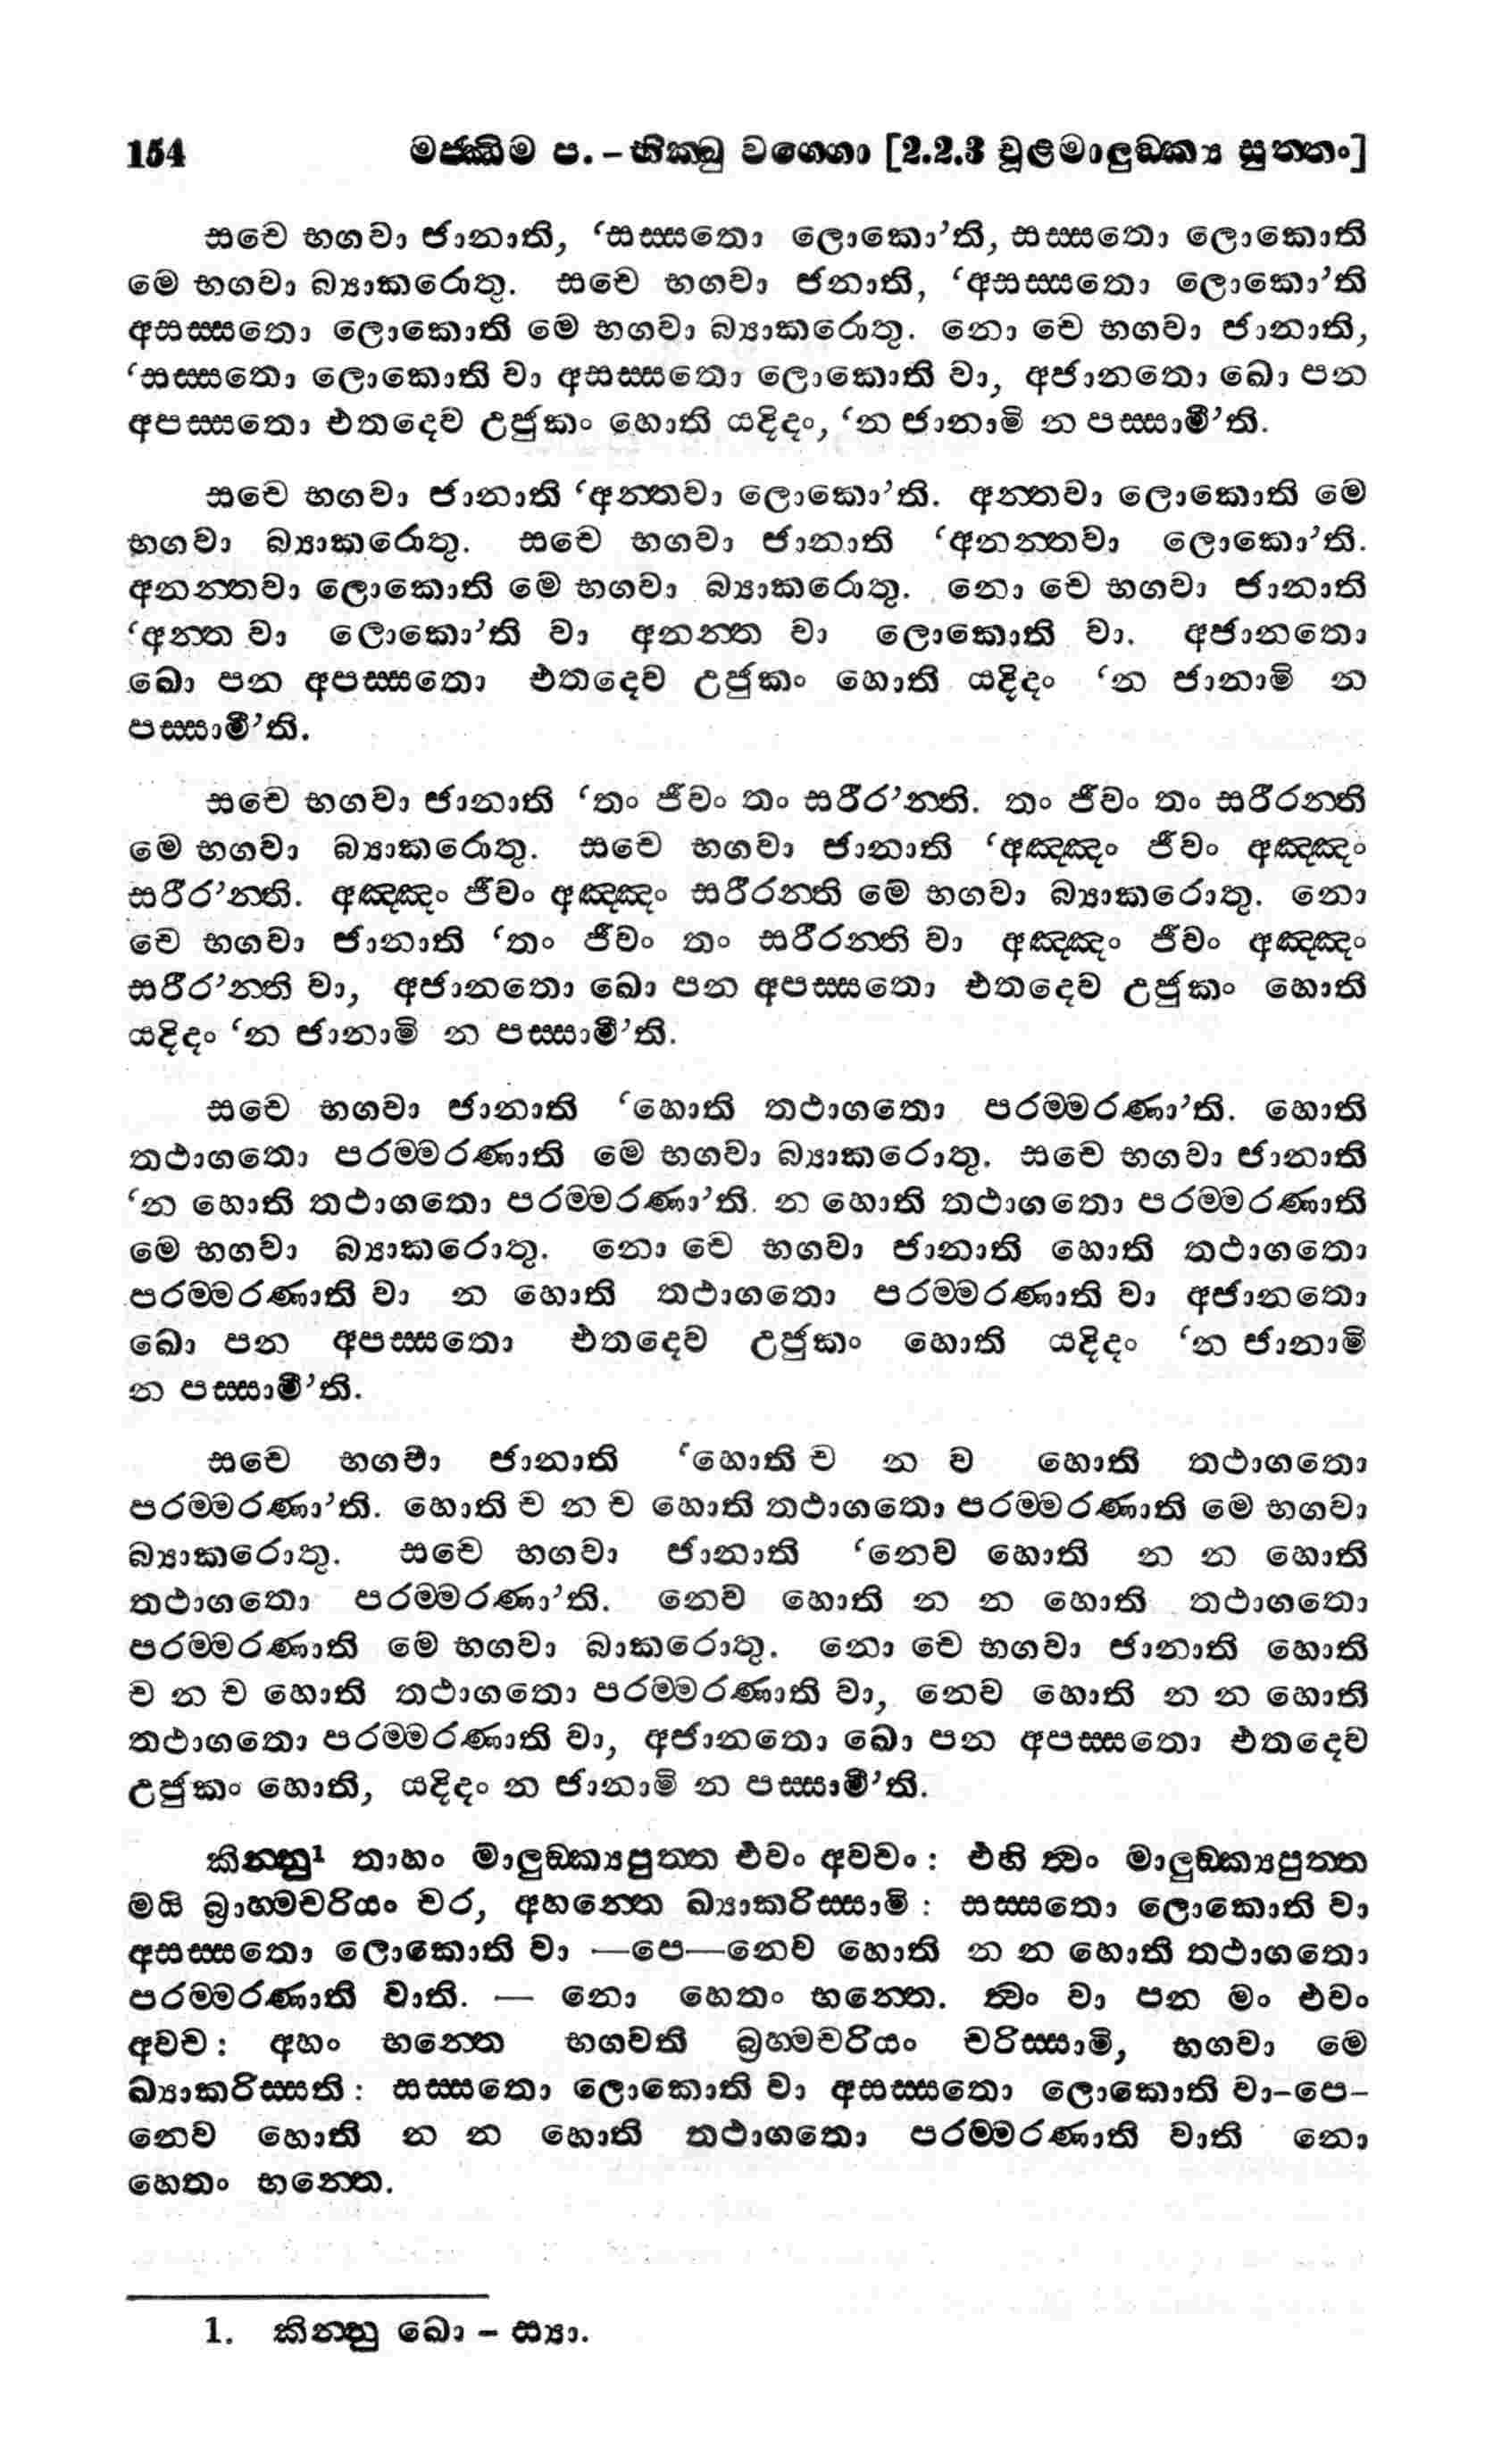 154 මජ්ඣිම ප. – භික්ඛු වග්ගො [2.2.3 චූළමාලුඞ්ක්‍ය සුත්තං]
සචෙ භගවා ජානාති, ‘සස්සතො ලොකො’ති, සස්සතො ලොකොති
මෙ භගවා බ්‍යාකරොතු. සචෙ භගවා ජනාති, ‘අසස්සතො ලොකො’ති
අසස්සතො ලොකොති මෙ භගවා බ්‍යාකරොතු. නො චෙ භගවා ජානාති,
‘සස්සතො ලොකොති වා අසස්සතො ලොකොති වා, අජානතො ඛො පන
අපස්සතො එතදෙව උජුකං හොති යදිදං, ‘න ජානාමි න පස්සාමී’ති.
සචෙ භගවා ජානාති ‘අන්තවා ලොකො’ති. අන්තවා ලොකොති මෙ
භගවා බ්‍යාකරොතු. සචෙ භගවා ජානාති ‘අනන්තවා ලොකො’ති.
අනන්තවා ලොකොති මෙ භගවා බ්‍යාකරොතු. නො චෙ භගවා ජානාති
‘අන්ත වා ලොකො’ති වා අනන්ත වා ලොකොති වා. අජානතො
ඛො පන අපස්සතො එතදෙව උජුකං හොති යදිදං ‘න ජානාමි න
පස්සාමී’ති.
සචෙ භගවා ජානාති ‘තං ජීවං තං සරීර’න්ති. තං ජීවං තං සරීරන්ති
මෙ භගවා බ්‍යාකරොතු. සචෙ භගවා ජානාති ‘අඤ්ඤං ජීවං අඤ්ඤං
සරීර’න්ති. අඤ්ඤං ජීවං අඤ්ඤං සරීරන්ති මෙ භගවා බ්‍යාකරොතු. නො
චෙ භගවා ජානාති ‘තං ජීවං තං සරීරන්ති වා අඤ්ඤං ජීවං අඤ්ඤං
සරීර’න්ති වා, අජානතො ඛො පන අපස්සතො එතදෙව උජුකං හොති
යදිදං ‘න ජානාමි න පස්සාමී’ති.
සචෙ භගවා ජානාති ‘හොති තථාගතො පරම්මරණා’ති. හොති
තථාගතො පරම්මරණාති මෙ භගවා බ්‍යාකරොතු. සචෙ භගවා ජානාති
‘න හොති තථාගතො පරම්මරණා’ති. න හොති තථාගතො පරම්මරණාති
මෙ භගවා බ්‍යාකරොතු. නො චෙ භගවා ජානාති හොති තථාගතො
පරම්මරණාති වා න හොති තථාගතො පරම්මරණාති වා අජානතො
ඛො පන අපස්සතො එතදෙව උජුකං හොති යදිදං ‘න ජානාමි
න පස්සාමී’ති.
සචෙ භගවා ජානාති ‘හොති ච න ච හොති තථාගතො
පරම්මරණා’ති. හොති ච න ච හොති තථාගතො පරම්මරණාති මෙ භගවා
බ්‍යාකරොතු. සචෙ භගවා ජානාති ‘නෙව හොති න න හොති
තථාගතො පරම්මරණා’ති. නෙව හොති න න හොති තථාගතො
පරම්මරණාති මෙ භගවා බාකරොතු. නො චෙ භගවා ජානාති හොති
ච න ච හොති තථාගතො පරම්මරණාති වා, නෙව හොති න න හොති
තථාගතො පරම්මරණාති වා, අජානතො ඛො පන අපස්සතො එතදෙව
උජුකං හොති, යදිදං න ජානාමි න පස්සාමී’ති.
කින්නු¹ තාහං මාලුඞ්ක්‍යපුත්ත එවං අවචං: එහි ත්වං මාලුඞ්ක්‍යපුත්ත
මයි බ්‍රාහ්මචරියං චර, අහන්තෙ බ්‍යාකරිස්සාමි: සස්සතො ලොකොති වා
අසස්සතො ලොකොති වා —පෙ—නෙව හොති න න හොති තථාගතො
පරම්මරණාති වාති. — නො හෙතං භන්තෙ. ත්වං වා පන මං එවං
අවච: අහං භන්තෙ භගවති බ්‍රහ්මචරියං චරිස්සාමි, භගවා මෙ
බ්‍යාකරිස්සති: සස්සතො ලොකොති වා අසස්සතො ලොකොති වා–පෙ–
නෙව හොති න න හොති තථාගතො පරම්මරණාති වාති නො
හෙතං භන්තෙ.
1. කින්නු ඛො – ස්‍යා.